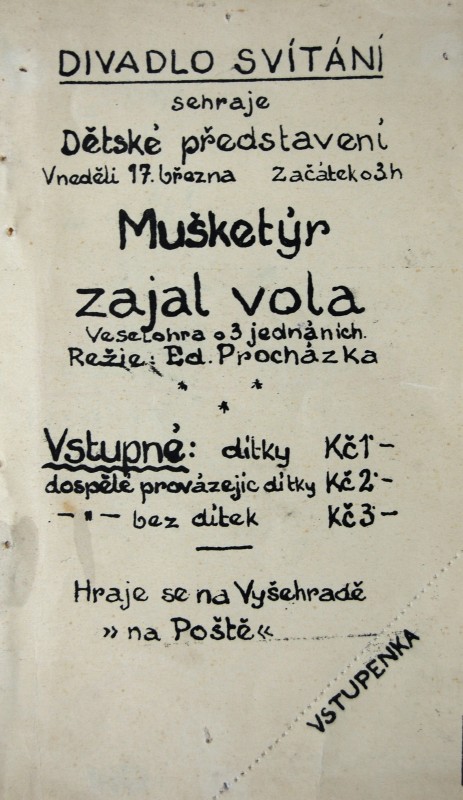 DIVADLO SVÍTÁNÍ
sehraje
Dětské představení
Vneděli 17. března Začátek o 3 h
Mušketýr
zajal vola
Veselohra o 3 jednáních.
Režie: Ed. Procházka
* *
*
Vstupné: dítky Kč 1·–
dospělé provázejíc dítky Kč 2·–
– " – bez dítek Kč 3·–
Hraje se na Vyšehradě
» na Poště «
VSTUPENKA